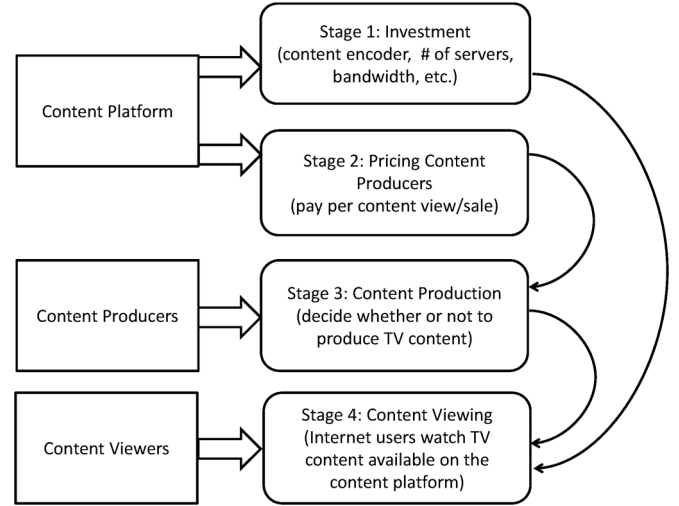 Content Platform
Stage 1: Investment
(content encoder,  # of servers,
bandwidth, etc.)
Stage 2: Pricing Content
Producers
(pay per content view/sale)
Content Producers
Stage 3: Content Production
(decide whether or not to
produce TV content)
Content Viewers
Stage 4: Content Viewing
(Internet users watch TV
content available on the
content platform)